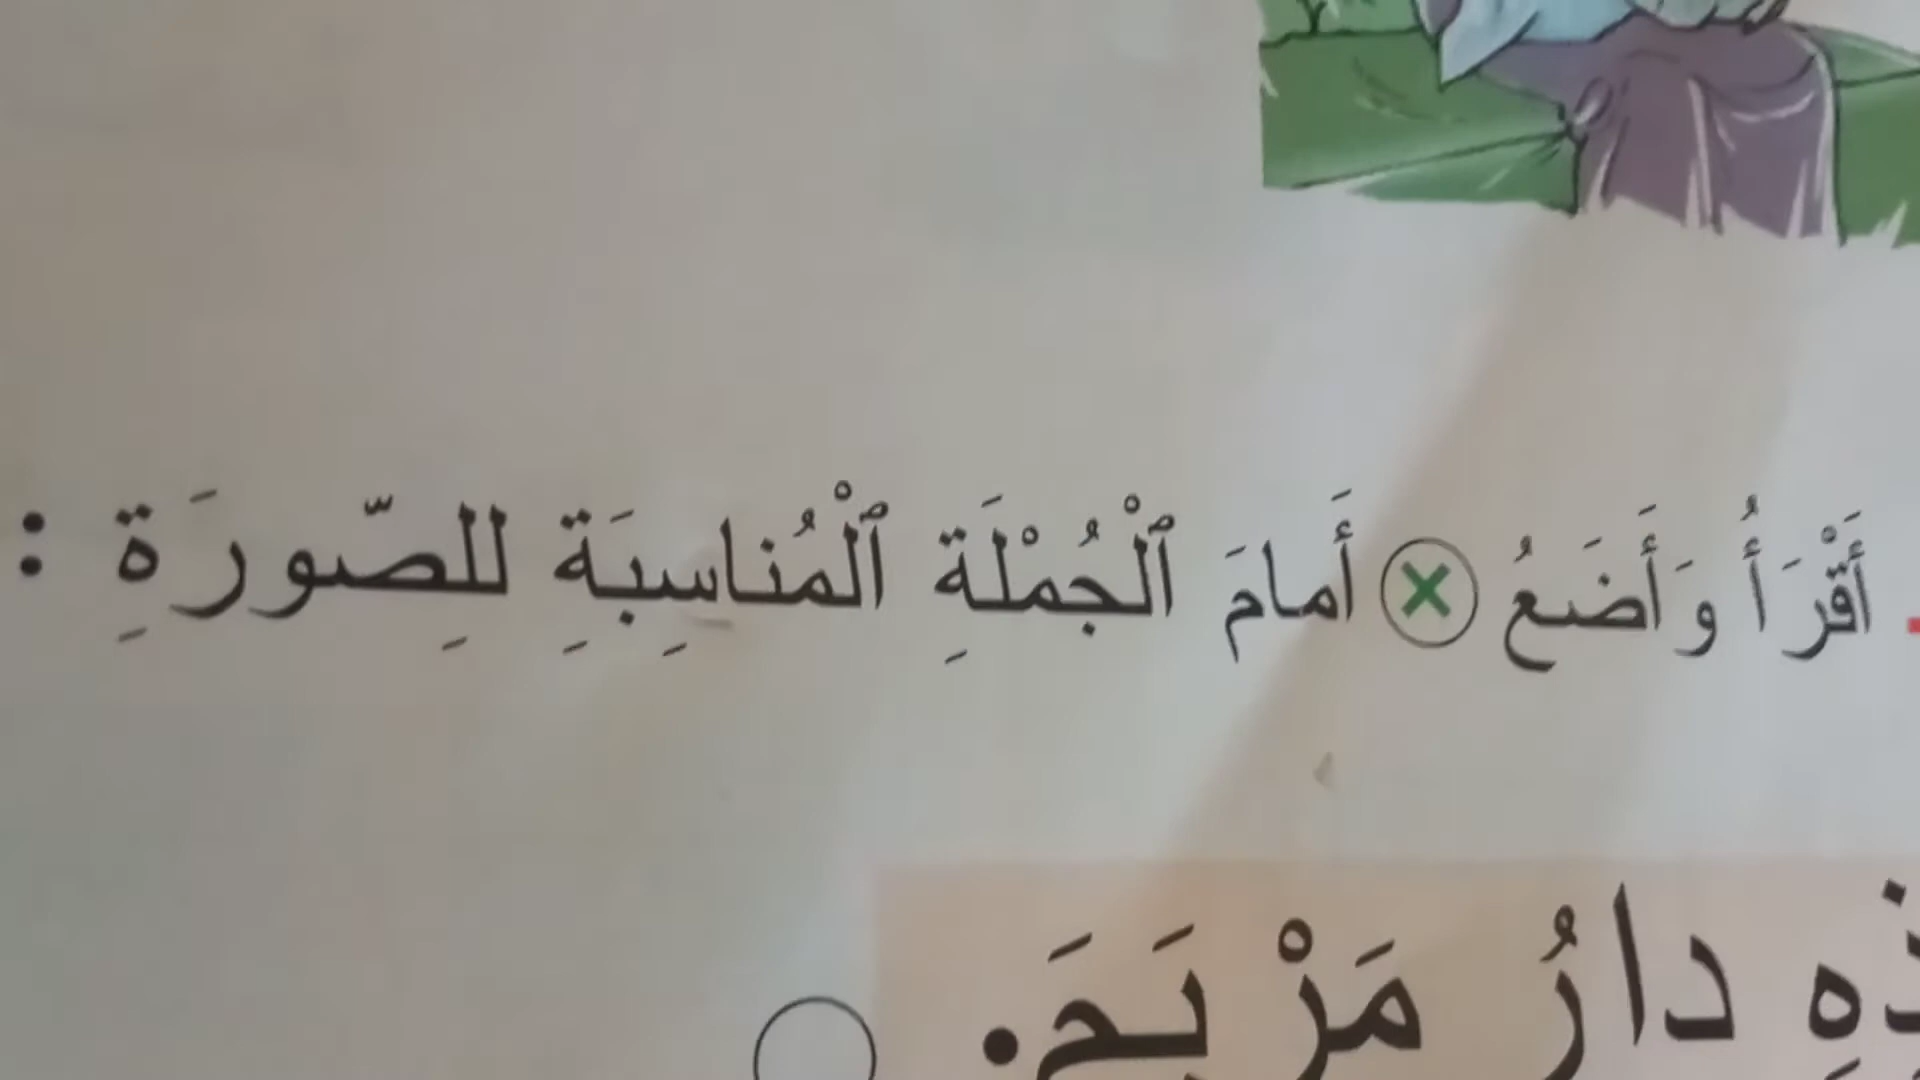 أَقْرَأُ وَأَضَعُ ⊗ أَمامَ ٱلْجُمْلَةِ ٱلْمُناسِبَةِ لِلصّورَةِ :
دارُ مَرْيَمَ.